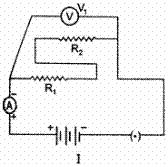 V
V₁
R₂
R₁
−
A
+
+ −
(·)
I